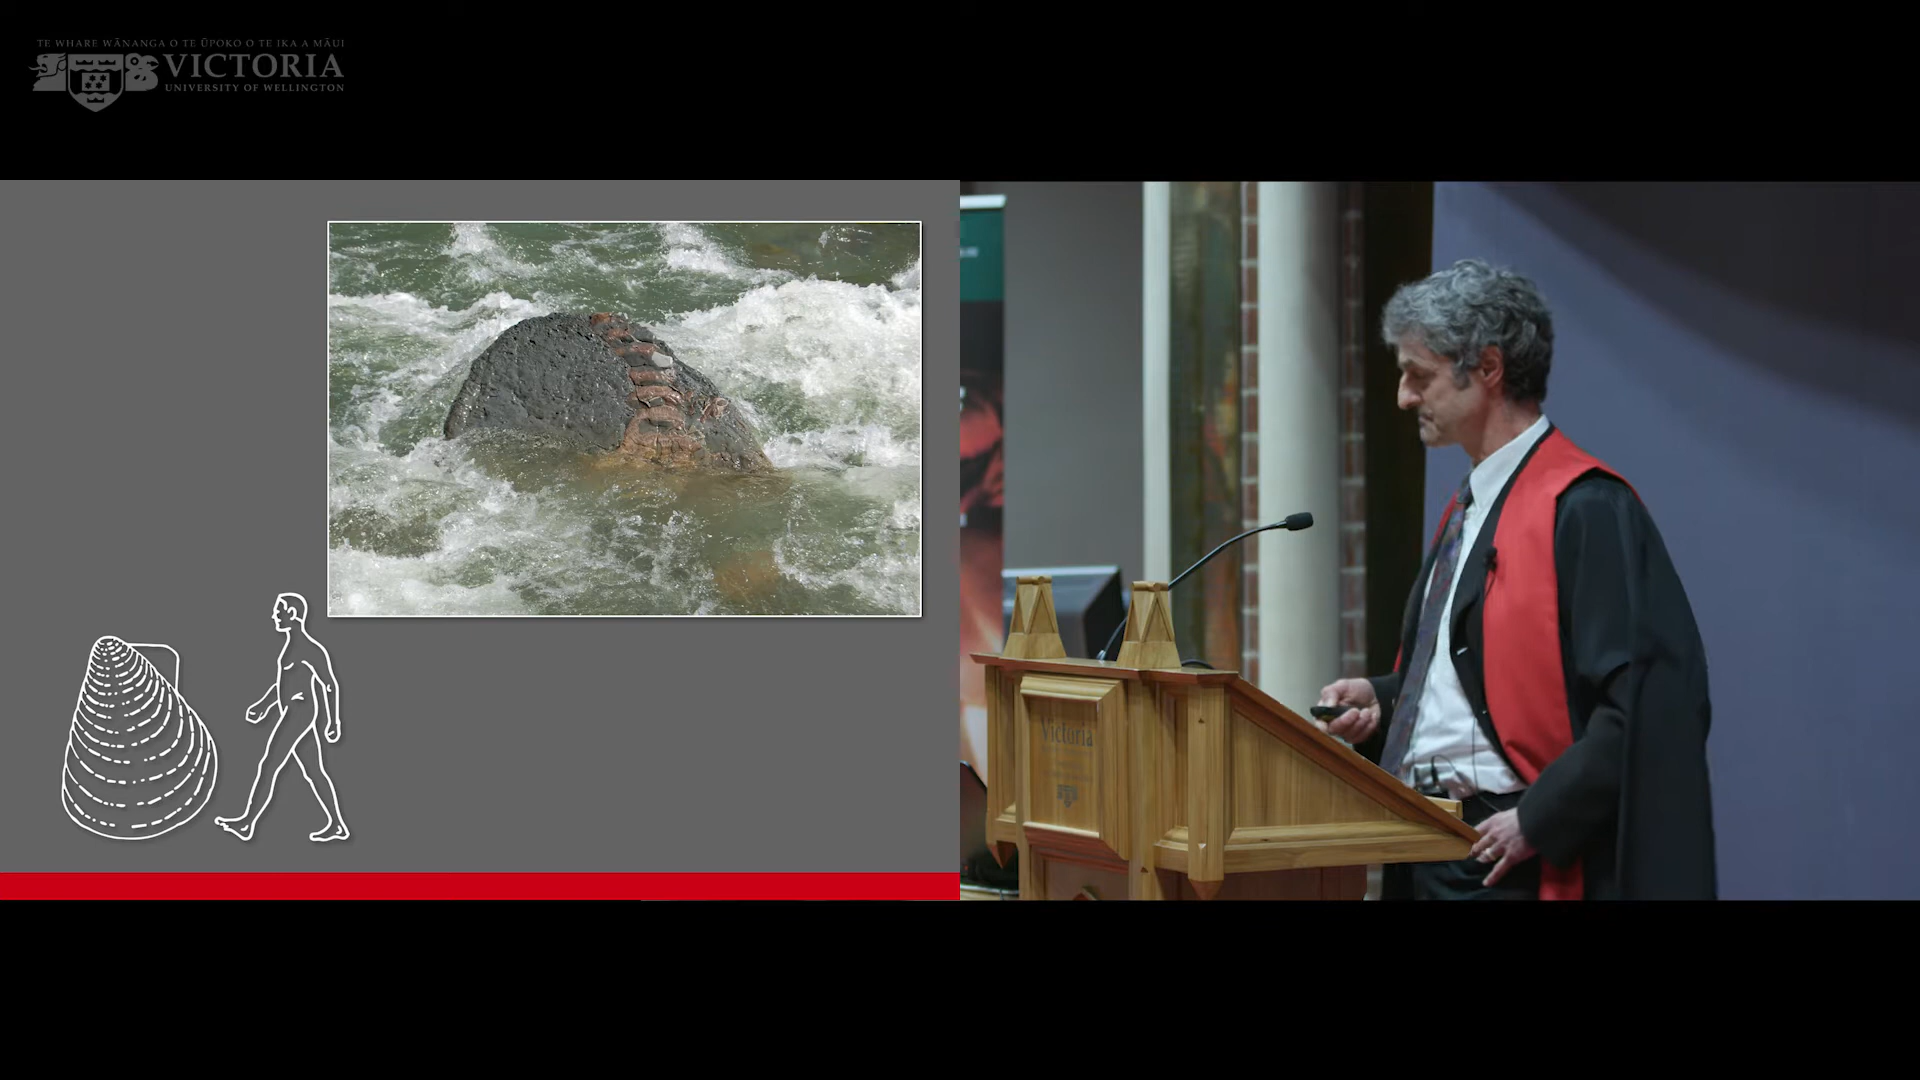 TE WHARE WĀNANGA O TE ŪPOKO O TE IKA A MĀUI
VICTORIA
UNIVERSITY OF WELLINGTON
Victoria